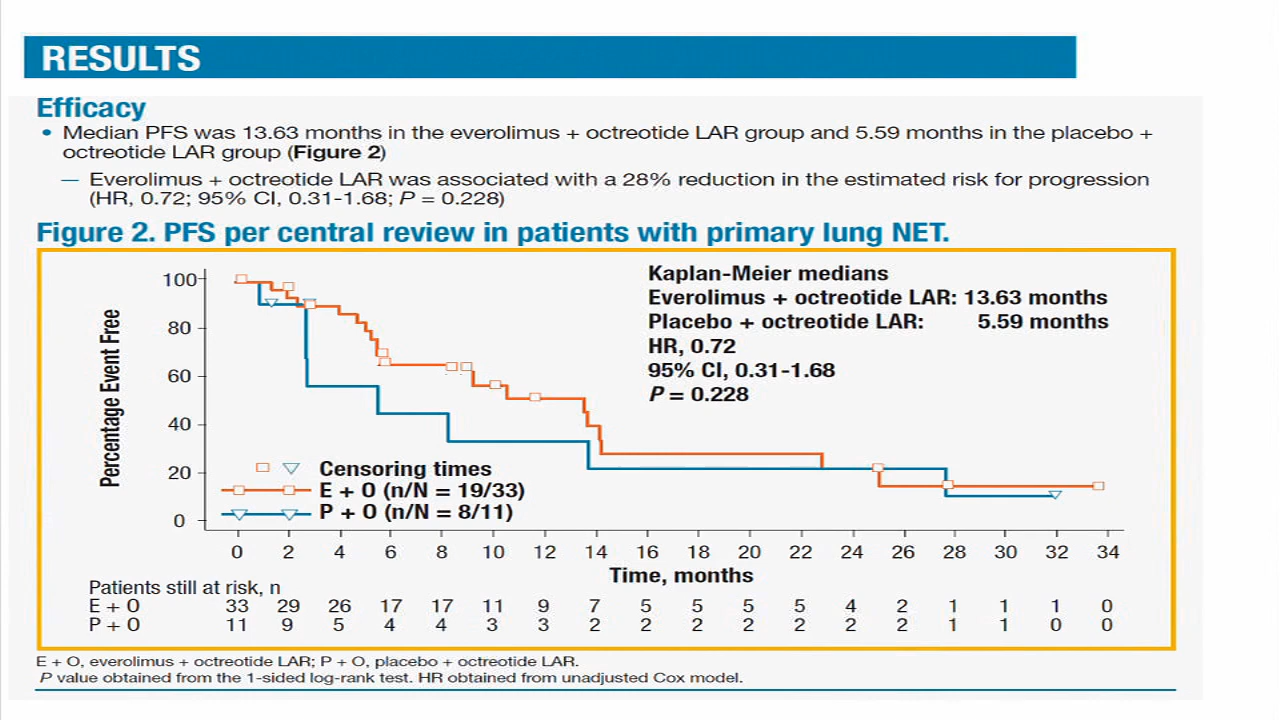 RESULTS
Efficacy
• Median PFS was 13.63 months in the everolimus + octreotide LAR group and 5.59 months in the placebo +
octreotide LAR group (Figure 2)
— Everolimus + octreotide LAR was associated with a 28% reduction in the estimated risk for progression
(HR, 0.72; 95% CI, 0.31-1.68; P = 0.228)
Figure 2. PFS per central review in patients with primary lung NET.
Kaplan-Meier medians
Everolimus + octreotide LAR: 13.63 months
Placebo + octreotide LAR: 5.59 months
HR, 0.72
95% CI, 0.31-1.68
P = 0.228
Percentage Event Free
100
80
60
40
20
0
Censoring times
E + O (n/N = 19/33)
P + O (n/N = 8/11)
0 2 4 6 8 10 12 14 16 18 20 22 24 26 28 30 32 34
Time, months
Patients still at risk, n
E + O 33 29 26 17 17 11 9 7 5 5 5 5 4 2 1 1 1 0
P + O 11 9 5 4 4 3 3 2 2 2 2 2 2 2 1 1 0 0
E + O, everolimus + octreotide LAR; P + O, placebo + octreotide LAR.
P value obtained from the 1-sided log-rank test. HR obtained from unadjusted Cox model.